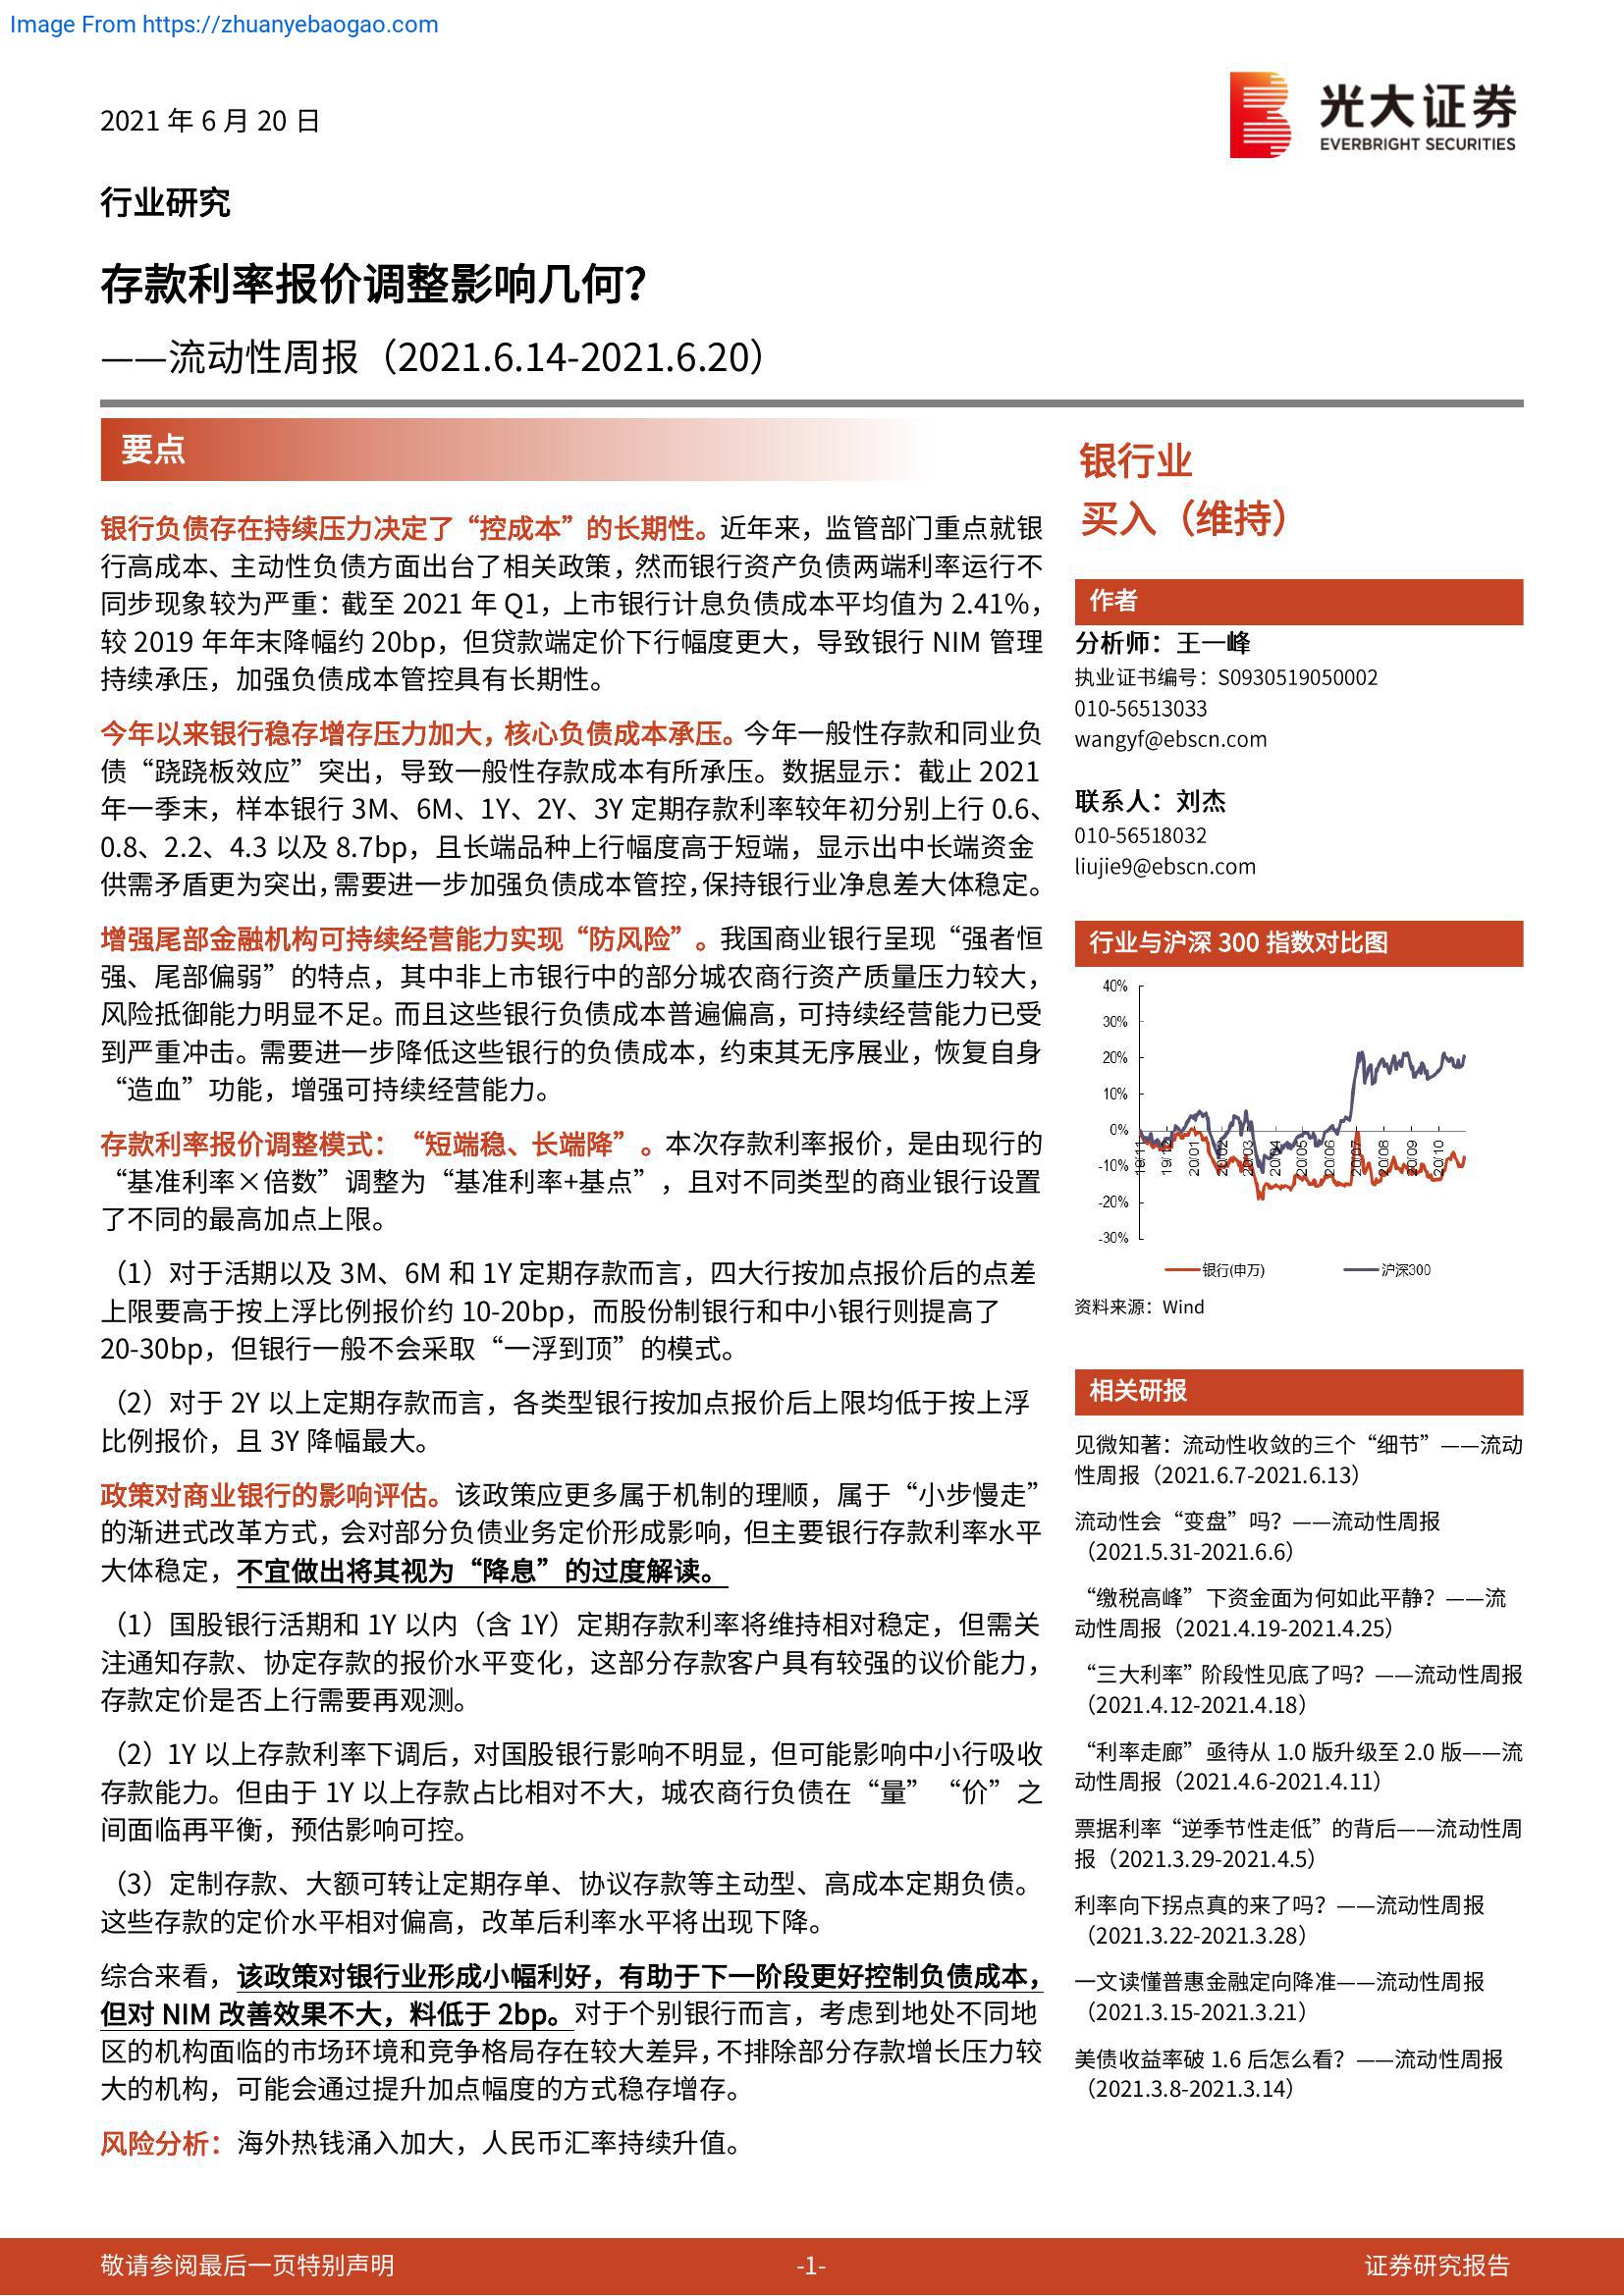 Image From https://zhuanyebaogao.com
2021 年 6 月 20 日
光大证券
EVERBRIGHT SECURITIES
行业研究
存款利率报价调整影响几何？
——流动性周报（2021.6.14-2021.6.20）
要点
银行负债存在持续压力决定了“控成本”的长期性。近年来，监管部门重点就银
行高成本、主动性负债方面出台了相关政策，然而银行资产负债两端利率运行不
同步现象较为严重：截至 2021 年 Q1，上市银行计息负债成本平均值为 2.41%，
较 2019 年年末降幅约 20bp，但贷款端定价下行幅度更大，导致银行 NIM 管理
持续承压，加强负债成本管控具有长期性。
今年以来银行稳存增存压力加大，核心负债成本承压。今年一般性存款和同业负
债“跷跷板效应”突出，导致一般性存款成本有所承压。数据显示：截止 2021
年一季末，样本银行 3M、6M、1Y、2Y、3Y 定期存款利率较年初分别上行 0.6、
0.8、2.2、4.3 以及 8.7bp，且长端品种上行幅度高于短端，显示出中长端资金
供需矛盾更为突出，需要进一步加强负债成本管控，保持银行业净息差大体稳定。
增强尾部金融机构可持续经营能力实现“防风险”。我国商业银行呈现“强者恒
强、尾部偏弱”的特点，其中非上市银行中的部分城农商行资产质量压力较大，
风险抵御能力明显不足。而且这些银行负债成本普遍偏高，可持续经营能力已受
到严重冲击。需要进一步降低这些银行的负债成本，约束其无序展业，恢复自身
“造血”功能，增强可持续经营能力。
存款利率报价调整模式：“短端稳、长端降”。本次存款利率报价，是由现行的
“基准利率×倍数”调整为“基准利率+基点”，且对不同类型的商业银行设置
了不同的最高加点上限。
（1）对于活期以及 3M、6M 和 1Y 定期存款而言，四大行按加点报价后的点差
上限要高于按上浮比例报价约 10-20bp，而股份制银行和中小银行则提高了
20-30bp，但银行一般不会采取“一浮到顶”的模式。
（2）对于 2Y 以上定期存款而言，各类型银行按加点报价后上限均低于按上浮
比例报价，且 3Y 降幅最大。
政策对商业银行的影响评估。该政策应更多属于机制的理顺，属于“小步慢走”
的渐进式改革方式，会对部分负债业务定价形成影响，但主要银行存款利率水平
大体稳定，不宜做出将其视为“降息”的过度解读。
（1）国股银行活期和 1Y 以内（含 1Y）定期存款利率将维持相对稳定，但需关
注通知存款、协定存款的报价水平变化，这部分存款客户具有较强的议价能力，
存款定价是否上行需要再观测。
（2）1Y 以上存款利率下调后，对国股银行影响不明显，但可能影响中小行吸收
存款能力。但由于 1Y 以上存款占比相对不大，城农商行负债在“量”“价”之
间面临再平衡，预估影响可控。
（3）定制存款、大额可转让定期存单、协议存款等主动型、高成本定期负债。
这些存款的定价水平相对偏高，改革后利率水平将出现下降。
综合来看，该政策对银行业形成小幅利好，有助于下一阶段更好控制负债成本，
但对 NIM 改善效果不大，料低于 2bp。对于个别银行而言，考虑到地处不同地
区的机构面临的市场环境和竞争格局存在较大差异，不排除部分存款增长压力较
大的机构，可能会通过提升加点幅度的方式稳存增存。
风险分析：海外热钱涌入加大，人民币汇率持续升值。
银行业
买入（维持）
作者
分析师：王一峰
执业证书编号：S0930519050002
010-56513033
wangyf@ebscn.com
联系人：刘杰
010-56518032
liujie9@ebscn.com
行业与沪深 300 指数对比图
40%
30%
20%
10%
0%
-10%
-20%
-30%
19/11
19/12
20/01
20/02
20/03
20/04
20/05
20/06
20/07
20/08
20/09
20/10
银行(申万)
沪深300
资料来源：Wind
相关研报
见微知著：流动性收敛的三个“细节”——流动
性周报（2021.6.7-2021.6.13）
流动性会“变盘”吗？——流动性周报
（2021.5.31-2021.6.6）
“缴税高峰”下资金面为何如此平静？——流
动性周报（2021.4.19-2021.4.25）
“三大利率”阶段性见底了吗？——流动性周报
（2021.4.12-2021.4.18）
“利率走廊”亟待从 1.0 版升级至 2.0 版——流
动性周报（2021.4.6-2021.4.11）
票据利率“逆季节性走低”的背后——流动性周
报（2021.3.29-2021.4.5）
利率向下拐点真的来了吗？——流动性周报
（2021.3.22-2021.3.28）
一文读懂普惠金融定向降准——流动性周报
（2021.3.15-2021.3.21）
美债收益率破 1.6 后怎么看？——流动性周报
（2021.3.8-2021.3.14）
敬请参阅最后一页特别声明
-1-
证券研究报告